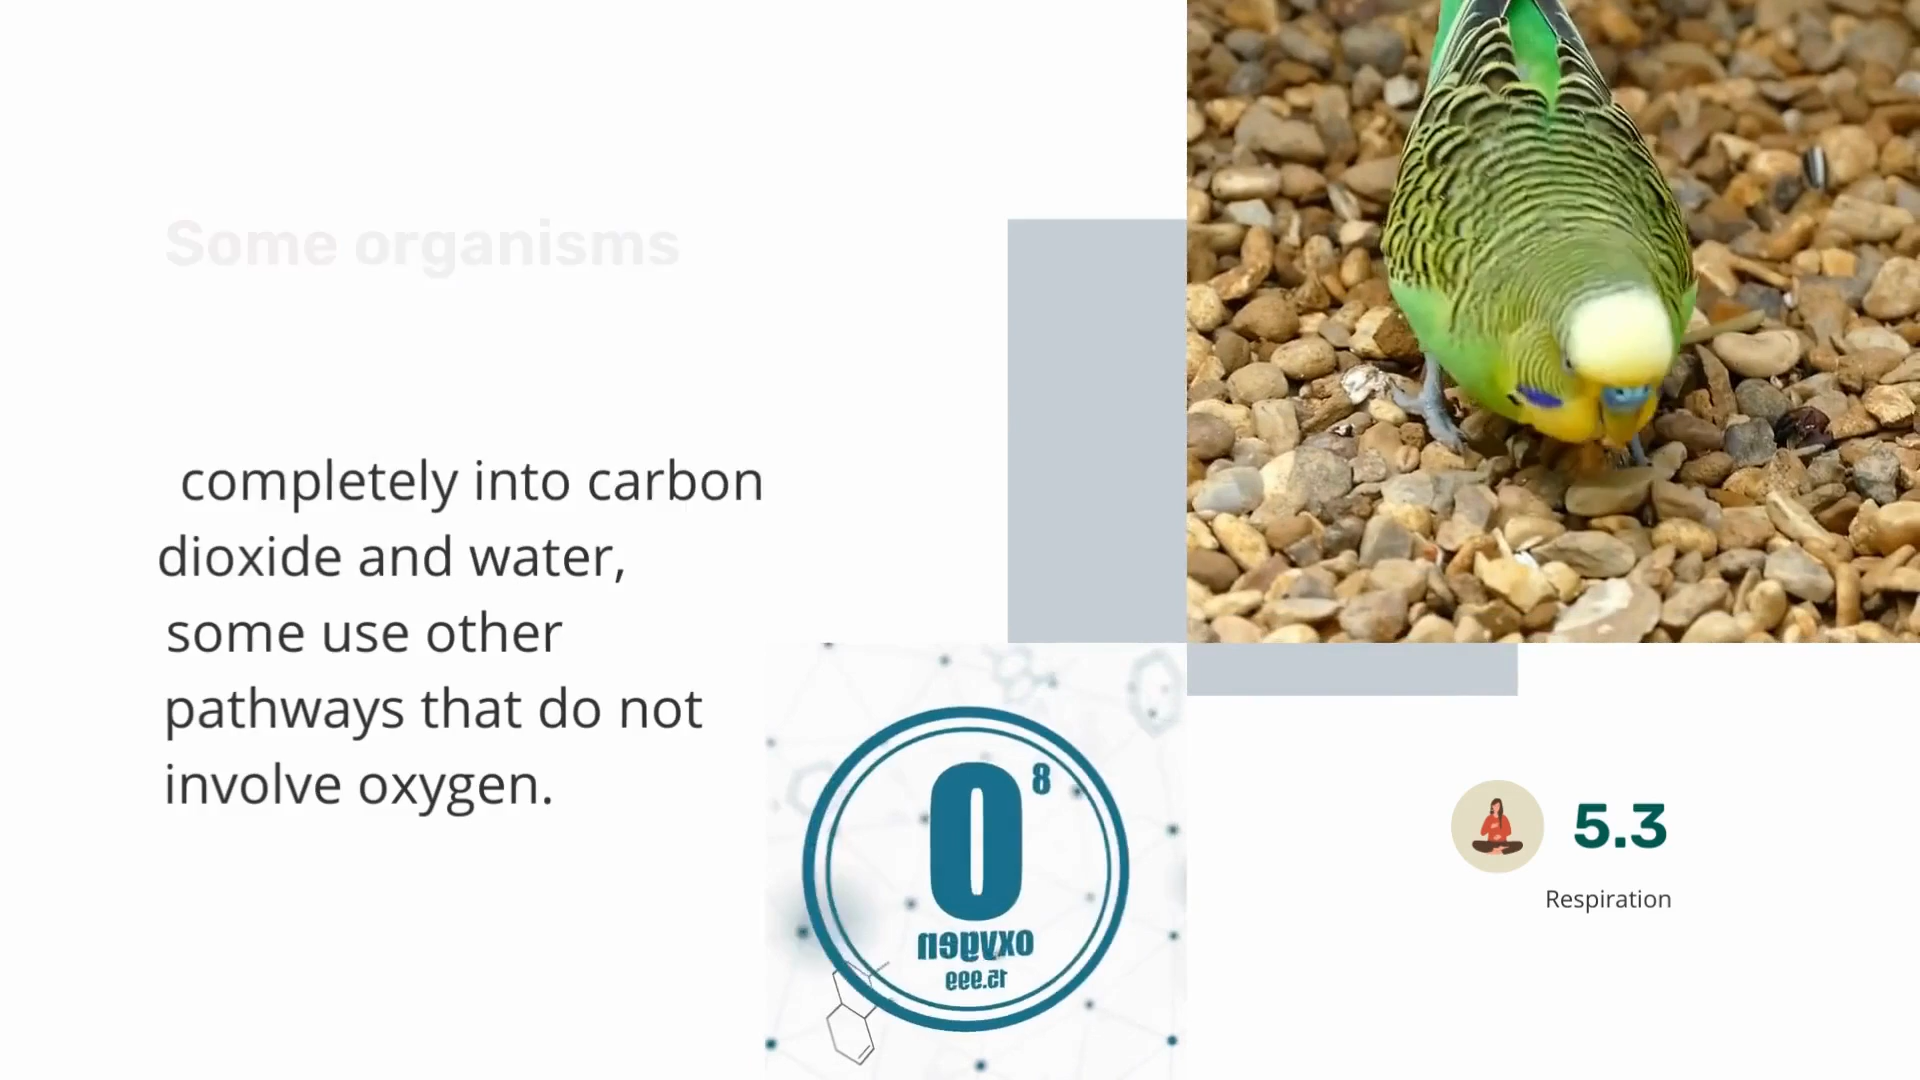 Some organisms
completely into carbon
dioxide and water,
some use other
pathways that do not
involve oxygen.
O 8
oxygen
15.999
5.3
Respiration